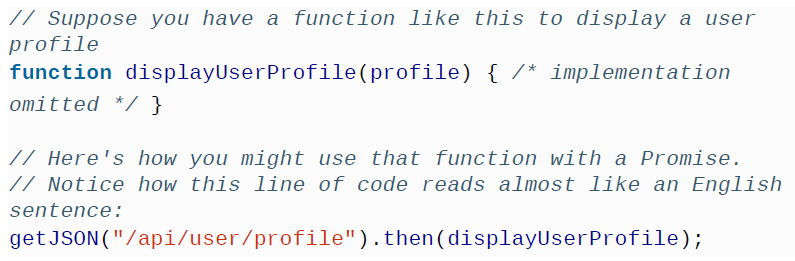 // Suppose you have a function like this to display a user
profile
function displayUserProfile(profile) { /* implementation
omitted */ }
// Here's how you might use that function with a Promise.
// Notice how this line of code reads almost like an English
sentence:
getJSON("/api/user/profile").then(displayUserProfile);